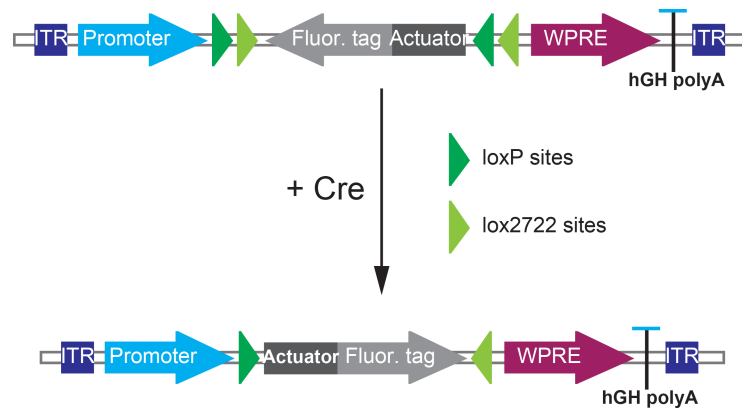 ITR Promoter Fluor. tag Actuator WPRE ITR
hGH polyA
+ Cre
loxP sites
lox2722 sites
ITR Promoter Actuator Fluor. tag WPRE ITR
hGH polyA